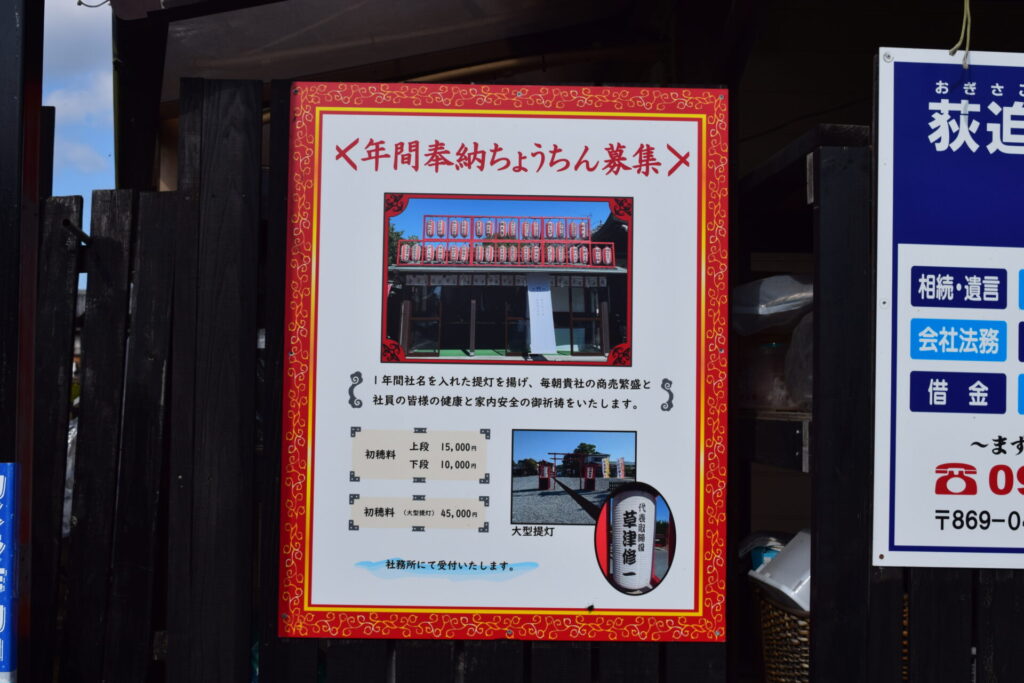 年間奉納ちょうちん募集
1年間社名を入れた提灯を揚げ、毎朝貴社の商売繁盛と
社員の皆様の健康と家内安全の御祈祷をいたします。
初穂料 上段 15,000円
下段 10,000円
初穂料 (大型提灯) 45,000円
大型提灯
代表取締役
草津修一
社務所にて受付いたします。
おぎさこ
荻迫
相続・遺言
会社法務
借金
〜まず
09
〒869-04